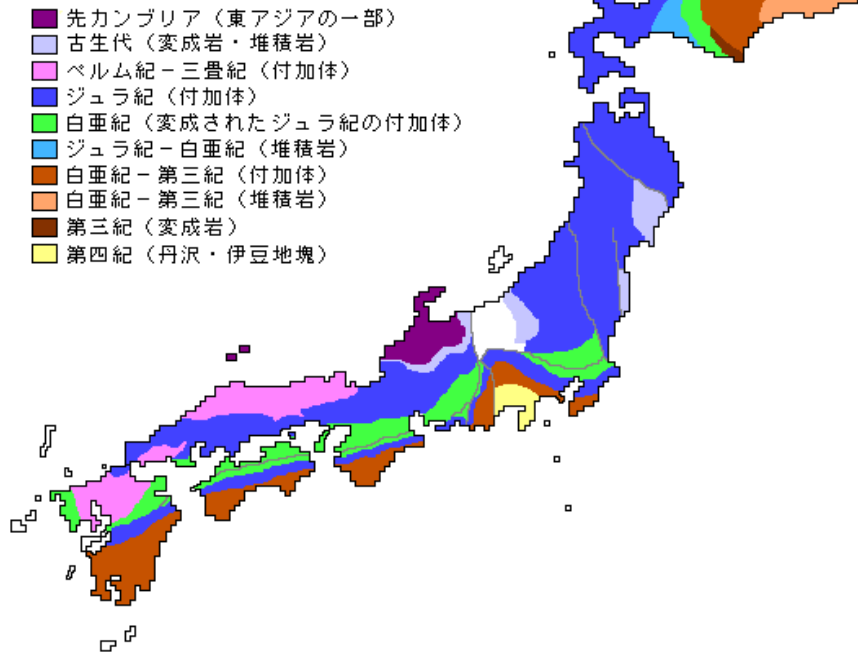 先カンブリア（東アジアの一部）
古生代（変成岩・堆積岩）
ペルム紀－三畳紀（付加体）
ジュラ紀（付加体）
白亜紀（変成されたジュラ紀の付加体）
ジュラ紀－白亜紀（堆積岩）
白亜紀－第三紀（付加体）
白亜紀－第三紀（堆積岩）
第三紀（変成岩）
第四紀（丹沢・伊豆地塊）